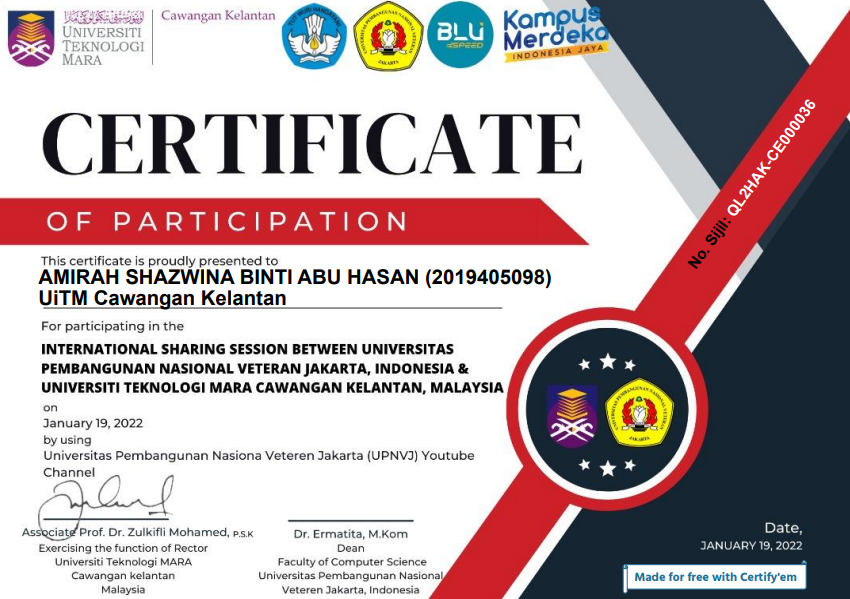 UNIVERSITI
TEKNOLOGI
MARA
Cawangan Kelantan
BLU
SPEED
Kampus
Merdeka
INDONESIA JAYA
CERTIFICATE
OF PARTICIPATION
No. Sijil: QL2HAK-CE000036
This certificate is proudly presented to
AMIRAH SHAZWINA BINTI ABU HASAN (2019405098)
UiTM Cawangan Kelantan
For participating in the
INTERNATIONAL SHARING SESSION BETWEEN UNIVERSITAS
PEMBANGUNAN NASIONAL VETERAN JAKARTA, INDONESIA &
UNIVERSITI TEKNOLOGI MARA CAWANGAN KELANTAN, MALAYSIA
on
January 19, 2022
by using
Universitas Pembangunan Nasiona Veteren Jakarta (UPNVJ) Youtube
Channel
Associate Prof. Dr. Zulkifli Mohamed, P.S.K
Exercising the function of Rector
Universiti Teknologi MARA
Cawangan kelantan
Malaysia
Dr. Ermatita, M.Kom
Dean
Faculty of Computer Science
Universitas Pembangunan Nasional
Veteren Jakarta, Indonesia
UNIVERSITAS PEMBANGUNAN NASIONAL VETERAN
JAKARTA
Date,
JANUARY 19, 2022
Made for free with Certify'em